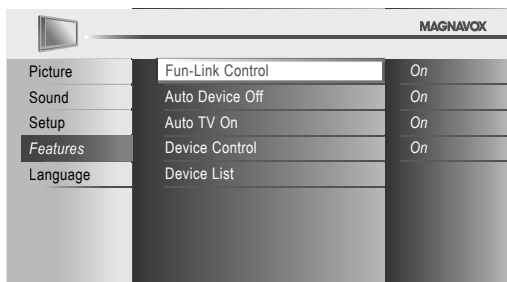 MAGNAVOX
Picture Fun-Link Control On
Sound Auto Device Off On
Setup Auto TV On On
Features Device Control On
Language Device List